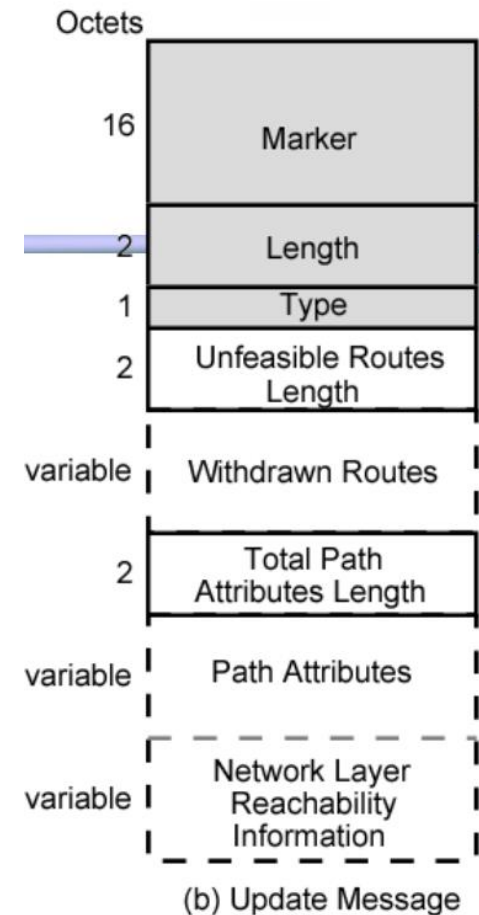 Octets
16 Marker
2 Length
1 Type
2 Unfeasible Routes
Length
variable Withdrawn Routes
2 Total Path
Attributes Length
variable Path Attributes
variable Network Layer
Reachability
Information
(b) Update Message